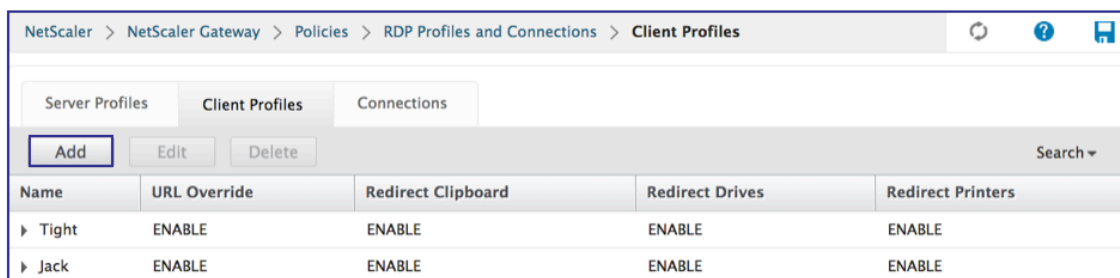 NetScaler > NetScaler Gateway > Policies > RDP Profiles and Connections > Client Profiles
Server Profiles Client Profiles Connections
Add Edit Delete Search
Name URL Override Redirect Clipboard Redirect Drives Redirect Printers
Tight ENABLE ENABLE ENABLE ENABLE
Jack ENABLE ENABLE ENABLE ENABLE